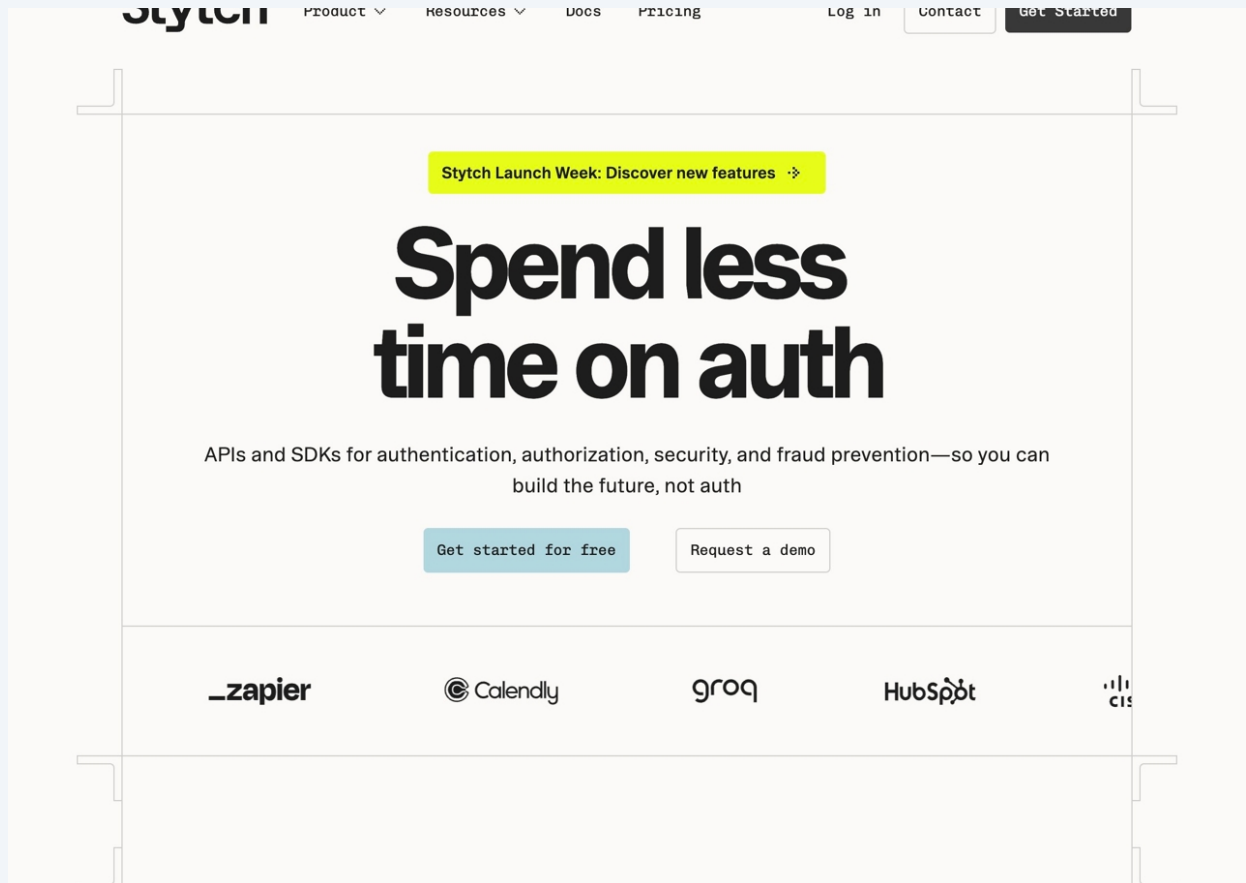 Stytch
Product
Resources
Docs
Pricing
Log in
Contact
Get Started
Stytch Launch Week: Discover new features
Spend less
time on auth
APIs and SDKs for authentication, authorization, security, and fraud prevention—so you can
build the future, not auth
Get started for free
Request a demo
zapier
Calendly
groq
HubSpot